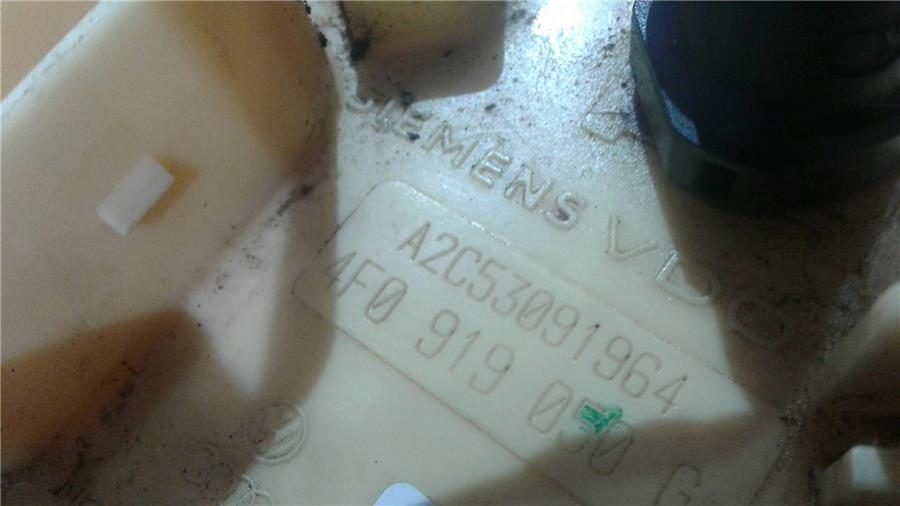 SIEMENS VDO
A2C53091964
4F0 919 050 G